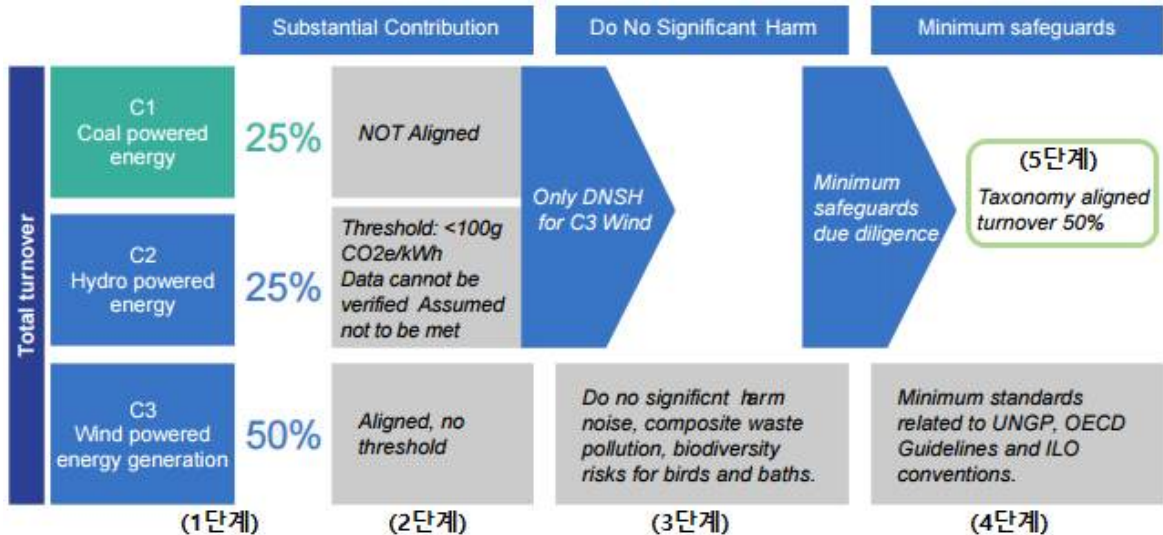 Substantial Contribution
Do No Significant Harm
Minimum safeguards
Total turnover
C1
Coal powered
energy
25%
NOT Aligned
C2
Hydro powered
energy
25%
Threshold: <100g
CO2e/kWh
Data cannot be
verified Assumed
not to be met
Only DNSH
for C3 Wind
Minimum
safeguards
due diligence
(5단계)
Taxonomy aligned
turnover 50%
C3
Wind powered
energy generation
50%
Aligned, no
threshold
Do no significnt harm
noise, composite waste
pollution, biodiversity
risks for birds and baths.
Minimum standards
related to UNGP, OECD
Guidelines and ILO
conventions.
(1단계)
(2단계)
(3단계)
(4단계)